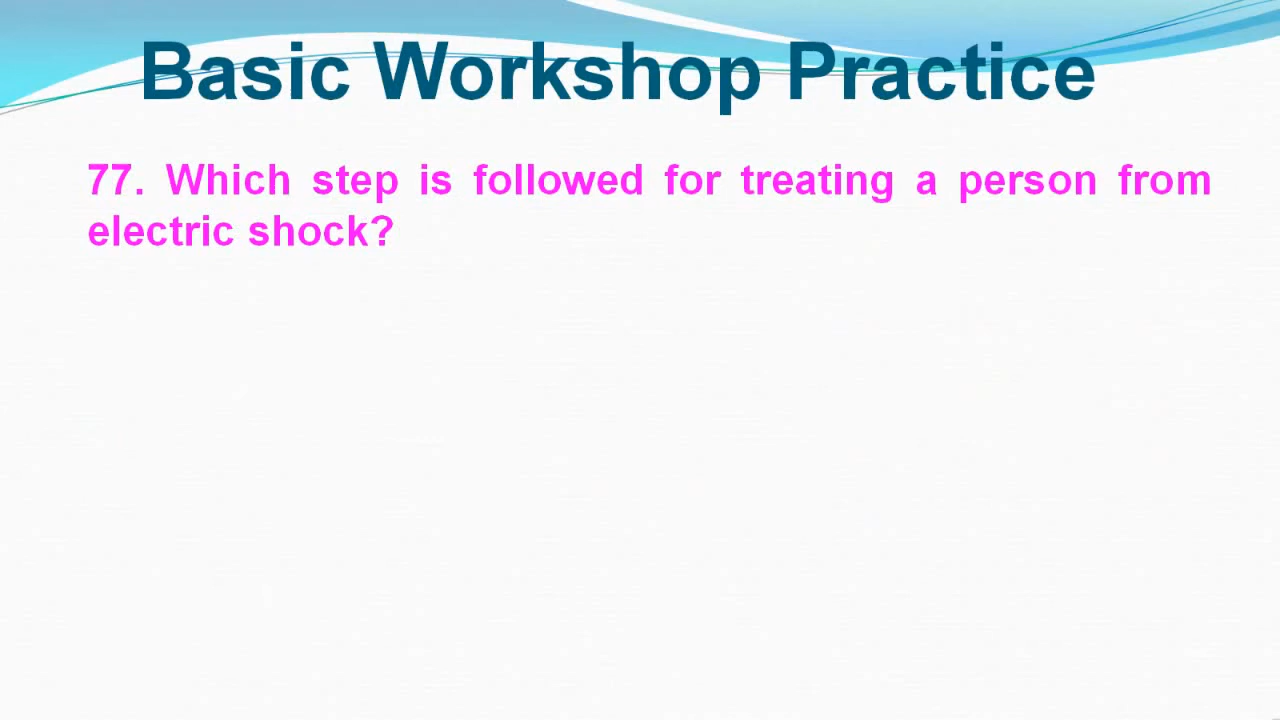 Basic Workshop Practice
77. Which step is followed for treating a person from
electric shock?